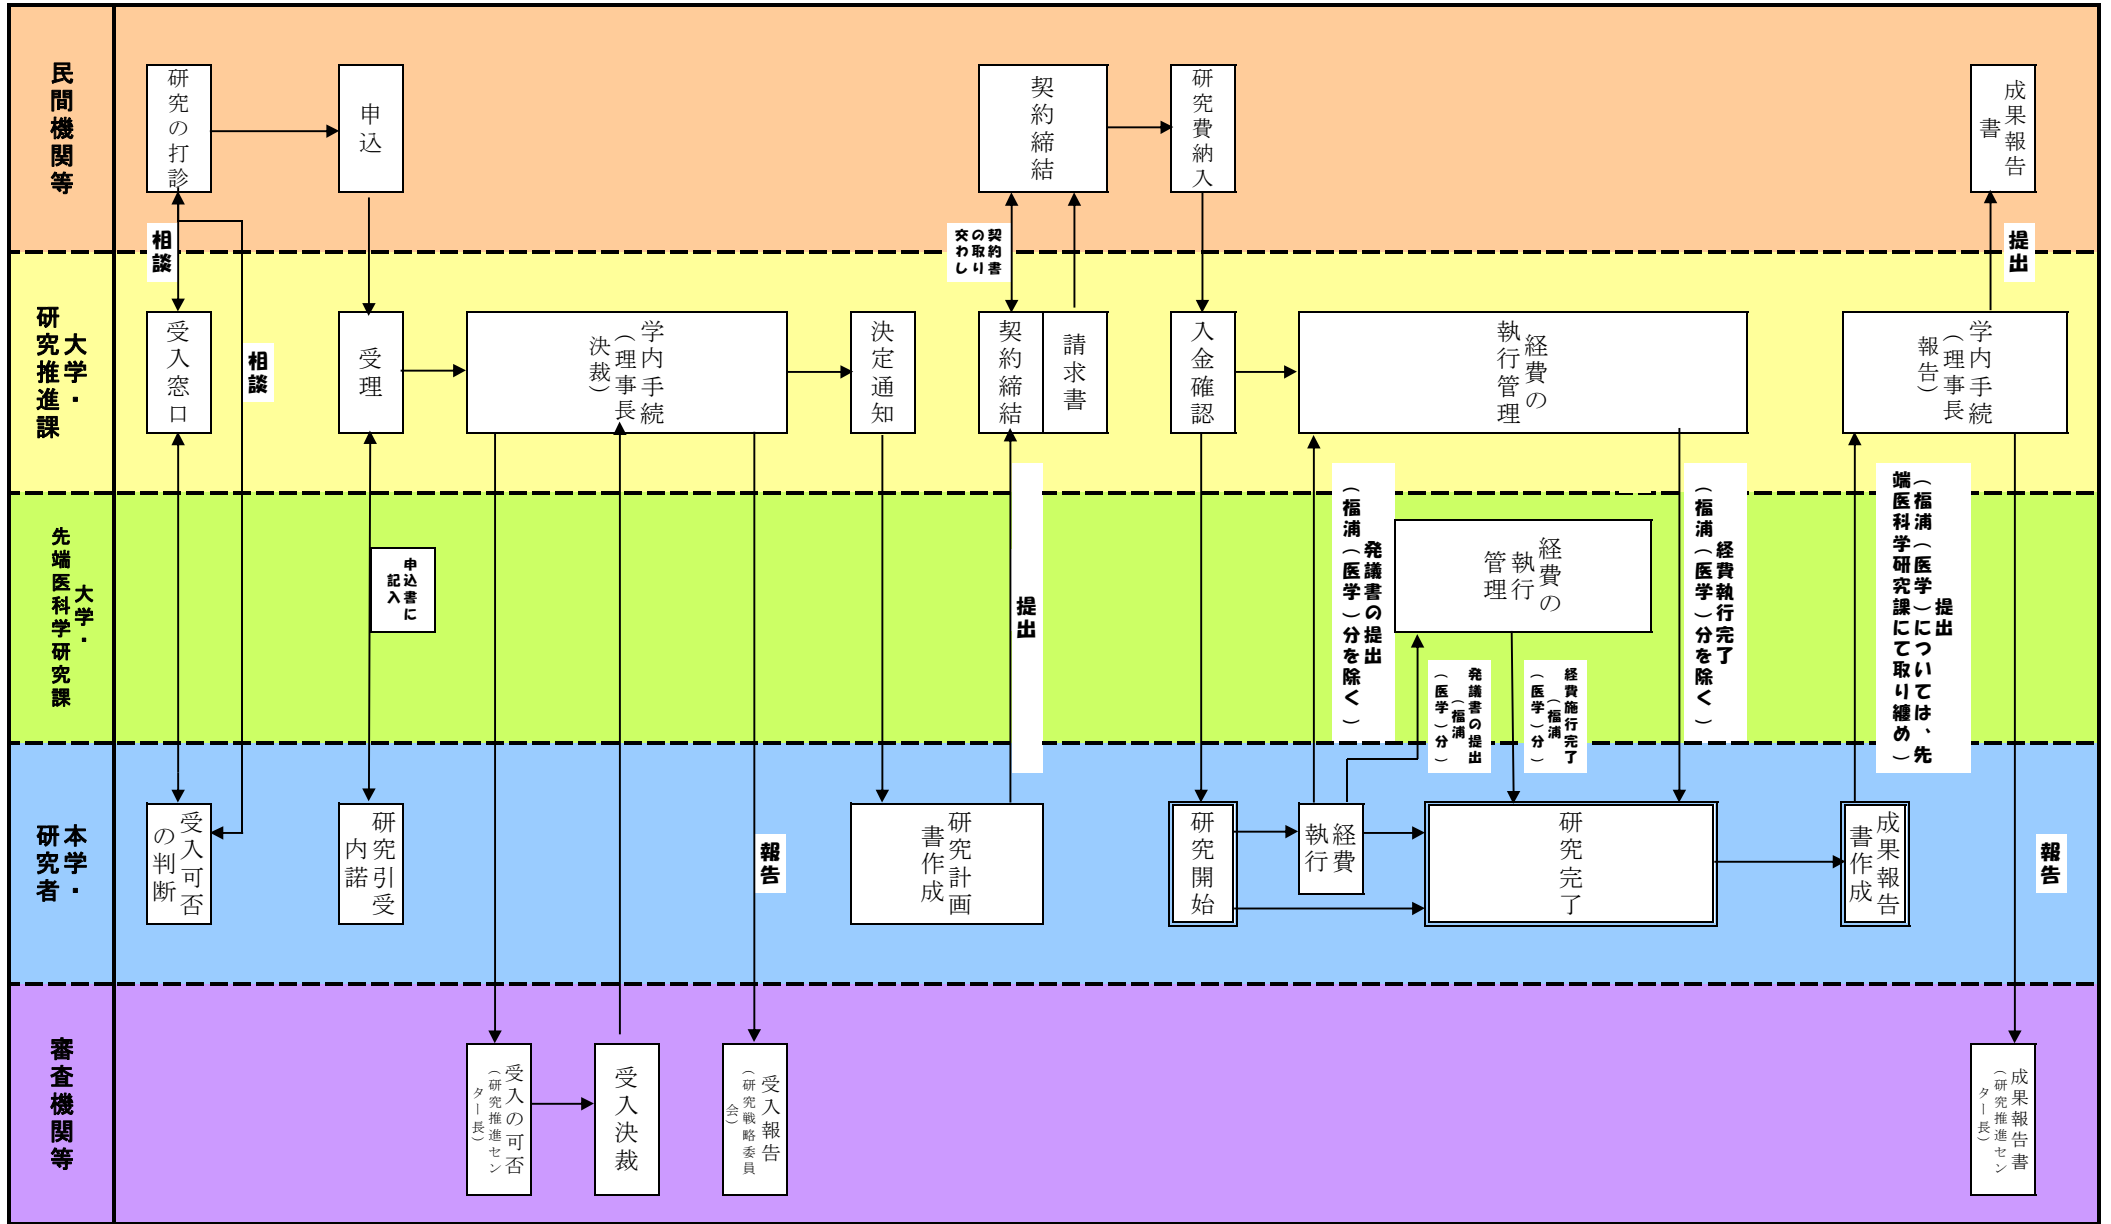 民間機関等
研究の打診
申込
契約締結
研究費納入
成果報告
書
相談
相談
契約書
の取り
交わし
提出
大学・
研究推進課
受入窓口
受理
学内手続
（理事長
決裁）
決定通知
契約締結
請求書
入金確認
経費の
執行管理
学内手続
（理事長
報告）
大学・
先端医科学研究課
申込書に
記入
提出
発議書の提出
（福浦（医学）分を除く）
経費の
執行
管理
発議書の提出
（福浦
（医学）分）
経費施行完了
（福浦
（医学）分）
経費執行完了
（福浦（医学）分を除く）
提出
（福浦（医学）については、先
端医科学研究課にて取り纏め）
本学・
研究者
受入可否
の判断
研究引受
内諾
報告
研究計画
書作成
研究開始
経費
執行
研究完了
成果報告
書作成
報告
審査機関等
受入の可否
（研究推進セン
ター長）
受入決裁
受入報告
（研究戦略委員
会）
成果報告書
（研究推進セン
ター長）